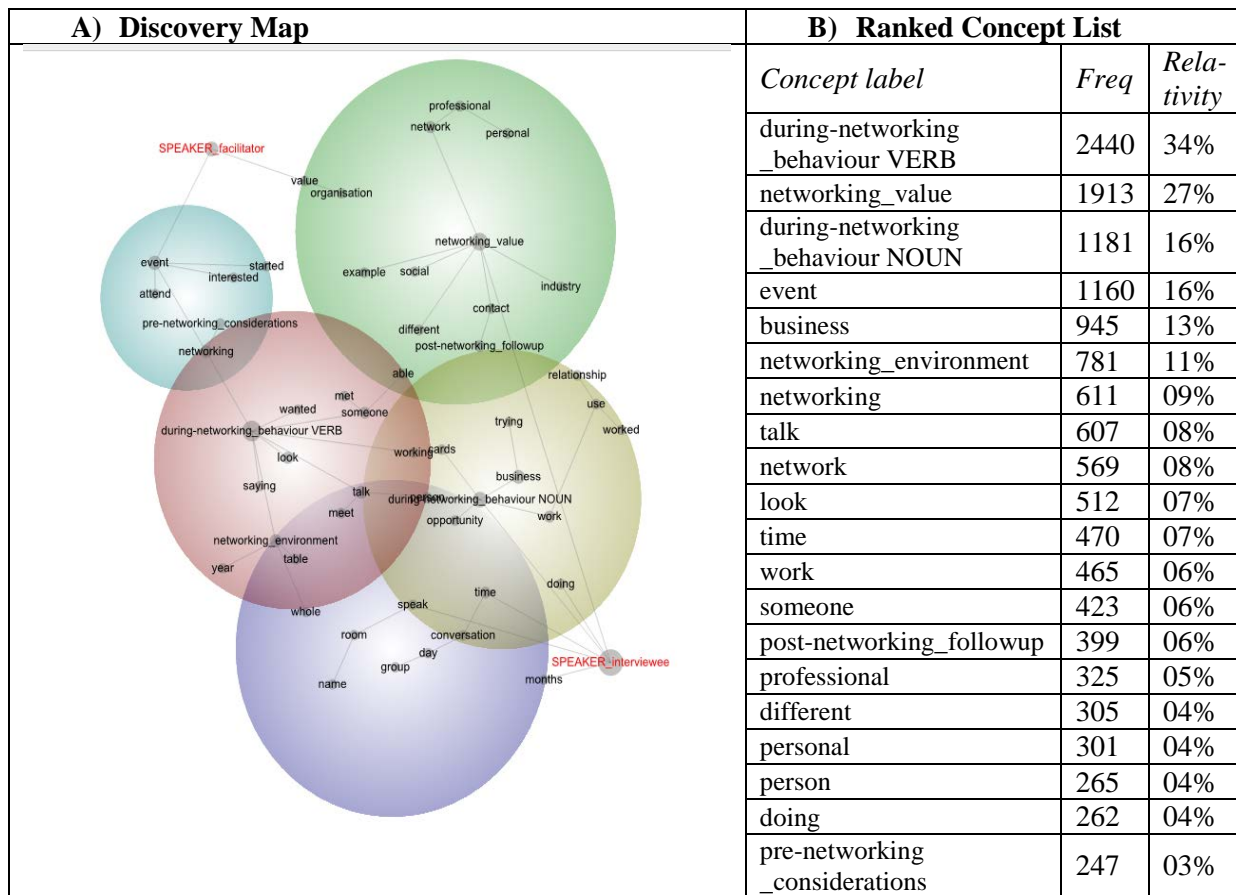 A) Discovery Map
B) Ranked Concept List
professional
network
personal
SPEAKER_facilitator
value
organisation
networking_value
event
started
interested
attend
example
social
industry
contact
pre-networking_considerations
different
networking
post-networking_followup
able
relationship
met
wanted
someone
use
trying
worked
during-networking_behaviour VERB
working
cards
look
business
saying
talk
person
during-networking_behaviour NOUN
meet
opportunity
work
networking_environment
table
year
doing
time
whole
speak
room
conversation
day
group
SPEAKER_interviewee
months
name
Concept label Freq Rela-
tivity
during-networking
_behaviour VERB 2440 34%
networking_value 1913 27%
during-networking
_behaviour NOUN 1181 16%
event 1160 16%
business 945 13%
networking_environment 781 11%
networking 611 09%
talk 607 08%
network 569 08%
look 512 07%
time 470 07%
work 465 06%
someone 423 06%
post-networking_followup 399 06%
professional 325 05%
different 305 04%
personal 301 04%
person 265 04%
doing 262 04%
pre-networking
_considerations 247 03%